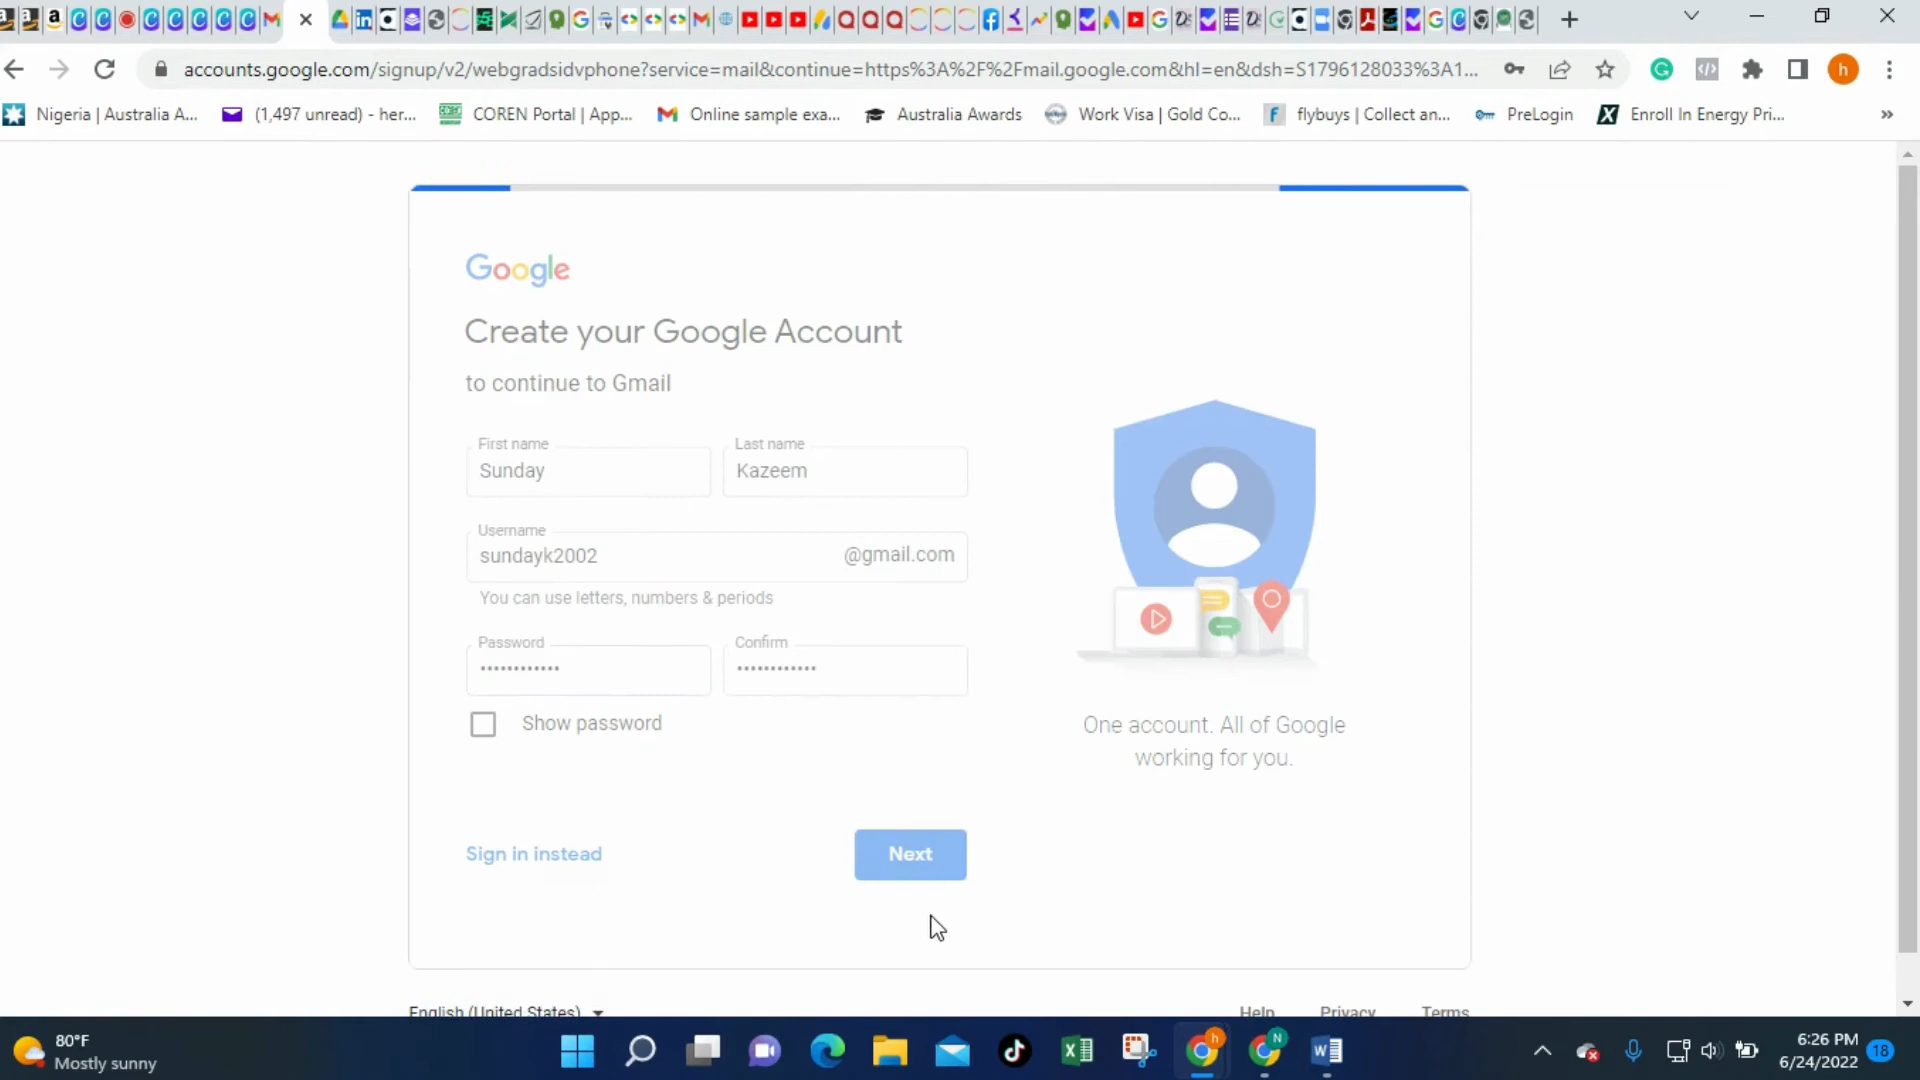 accounts.google.com/signup/v2/webgradsidvphone?service=mail&continue=https%3A%2F%2Fmail.google.com&hl=en&dsh=S1796128033%3A1...
Nigeria | Australia A... (1,497 unread) - her... COREN Portal | App... Online sample exa... Australia Awards Work Visa | Gold Co... flybuys | Collect an... PreLogin Enroll In Energy Pri... »
Google
Create your Google Account
to continue to Gmail
First name Last name
Sunday Kazeem
Username
sundayk2002 @gmail.com
You can use letters, numbers & periods
Password Confirm
•••••••••••• ••••••••••••
Show password
One account. All of Google
working for you.
Sign in instead Next
English (United States) Help Privacy Terms
80°F
Mostly sunny
6:26 PM
6/24/2022 18